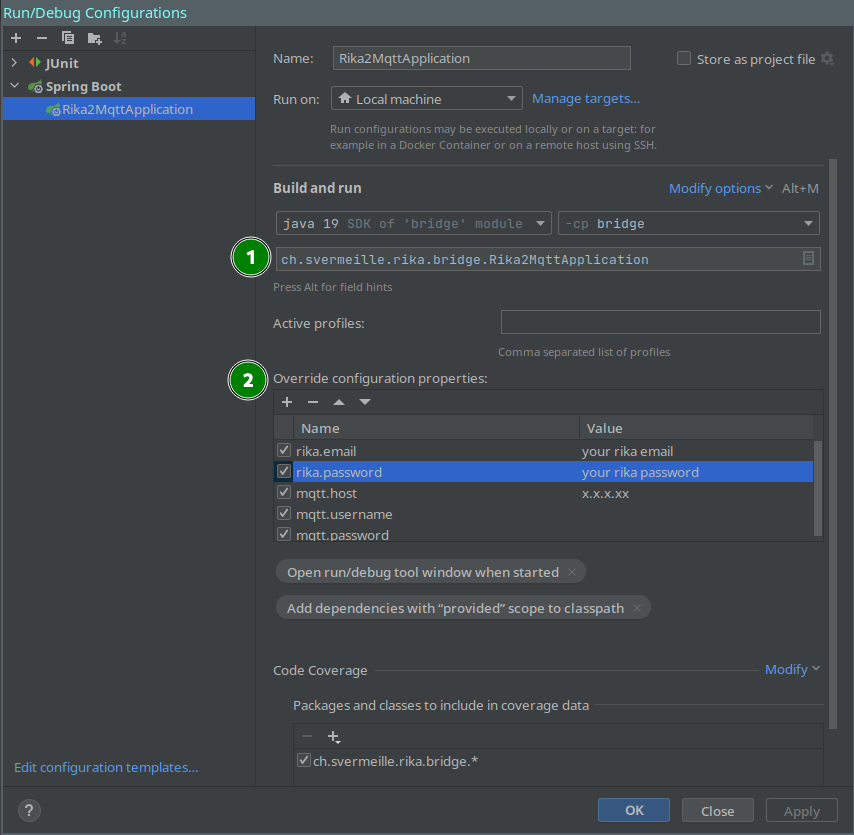 Run/Debug Configurations
JUnit
Spring Boot
Rika2MqttApplication
Edit configuration templates...
Name: Rika2MqttApplication Store as project file
Run on: Local machine Manage targets...
Run configurations may be executed locally or on a target: for
example in a Docker Container or on a remote host using SSH.
Build and run Modify options Alt+M
java 19 SDK of 'bridge' module -cp bridge
1 ch.svermeille.rika.bridge.Rika2MqttApplication
Press Alt for field hints
Active profiles:
Comma separated list of profiles
2 Override configuration properties:
Name Value
rika.email your rika email
rika.password your rika password
mqtt.host x.x.x.xx
mqtt.username
mqtt.password
Open run/debug tool window when started ×
Add dependencies with “provided” scope to classpath ×
Code Coverage Modify
Packages and classes to include in coverage data
ch.svermeille.rika.bridge.*
? OK Close Apply